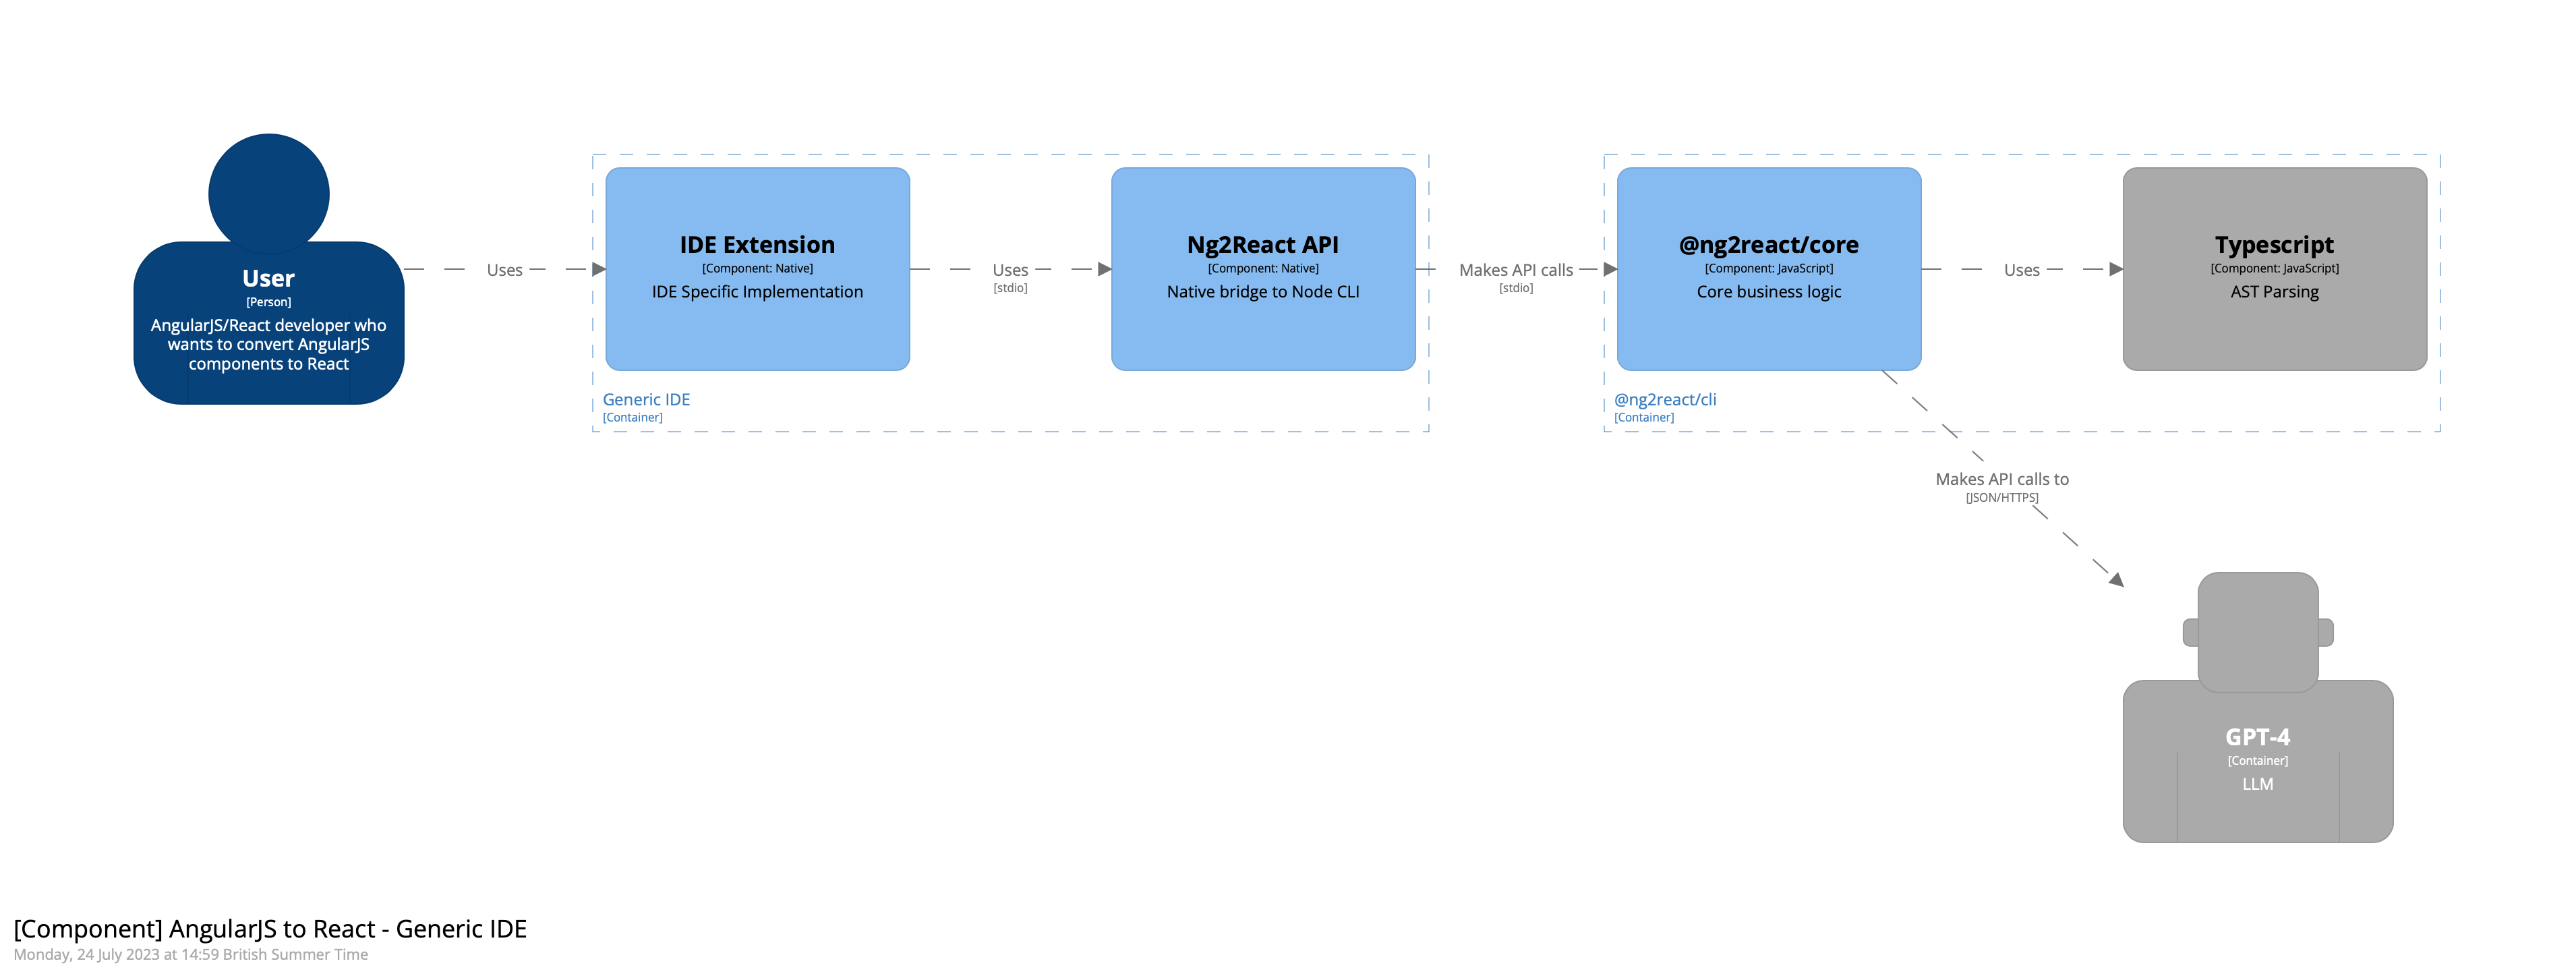 User
[Person]
AngularJS/React developer who
wants to convert AngularJS
components to React
Uses
IDE Extension
[Component: Native]
IDE Specific Implementation
Uses
[stdio]
Ng2React API
[Component: Native]
Native bridge to Node CLI
Generic IDE
[Container]
Makes API calls
[stdio]
@ng2react/core
[Component: JavaScript]
Core business logic
Uses
Typescript
[Component: JavaScript]
AST Parsing
@ng2react/cli
[Container]
Makes API calls to
[JSON/HTTPS]
GPT-4
[Container]
LLM
[Component] AngularJS to React - Generic IDE
Monday, 24 July 2023 at 14:59 British Summer Time